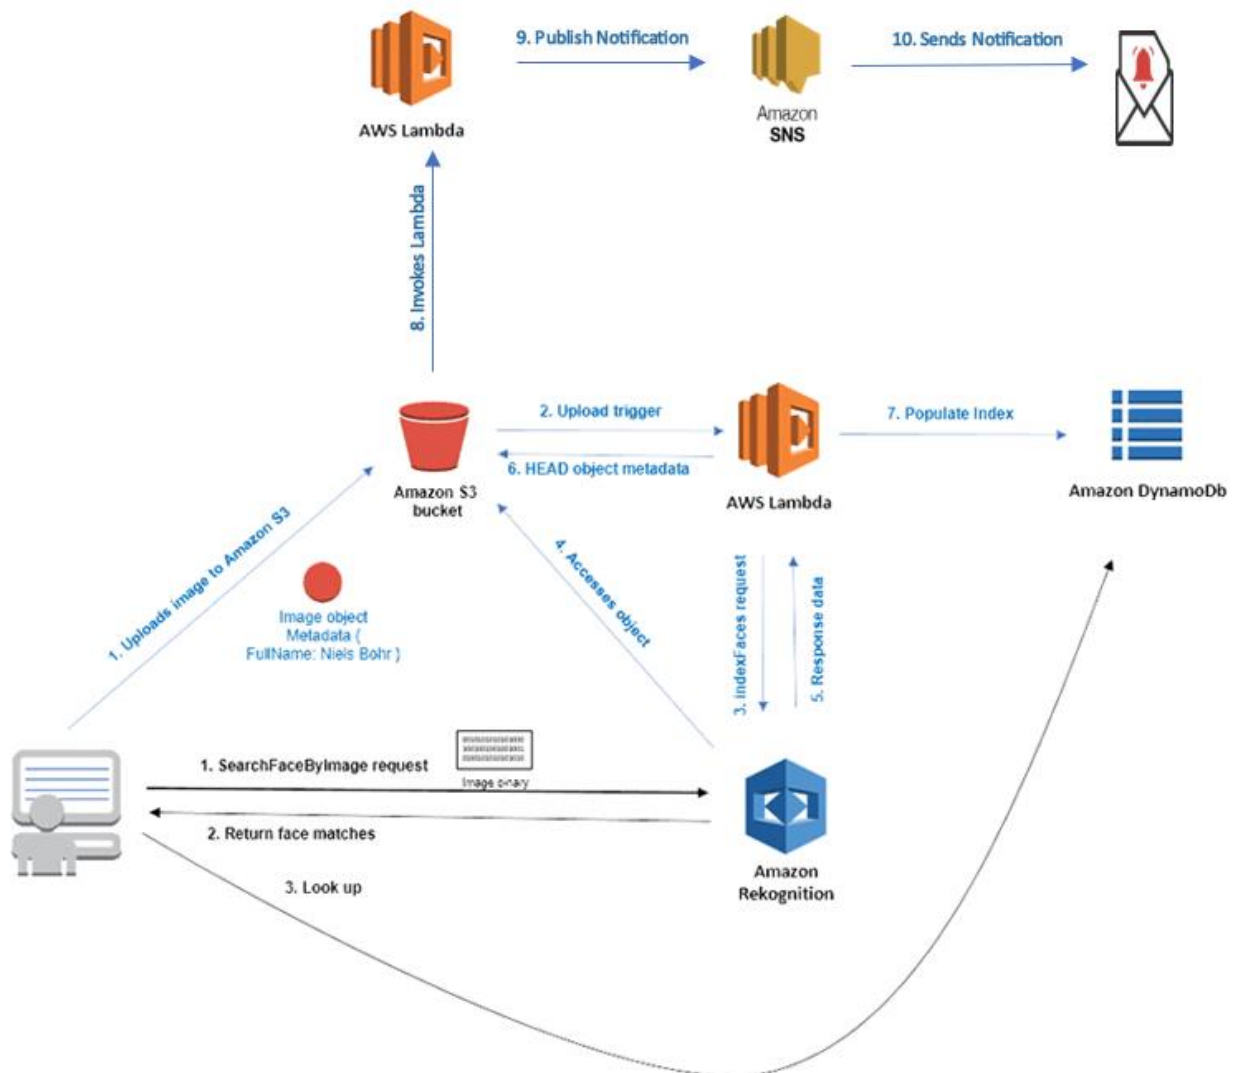 9. Publish Notification
10. Sends Notification
AWS Lambda
Amazon
SNS
8. Invokes Lambda
2. Upload trigger
7. Populate Index
6. HEAD object metadata
Amazon S3
bucket
AWS Lambda
Amazon DynamoDb
1. Uploads image to Amazon S3
4. Accesses object
3. indexFaces request
5. Response data
Image object
Metadata {
FullName: Niels Bohr }
1. SearchFaceByImage request
Image binary
2. Return face matches
3. Look up
Amazon
Rekognition